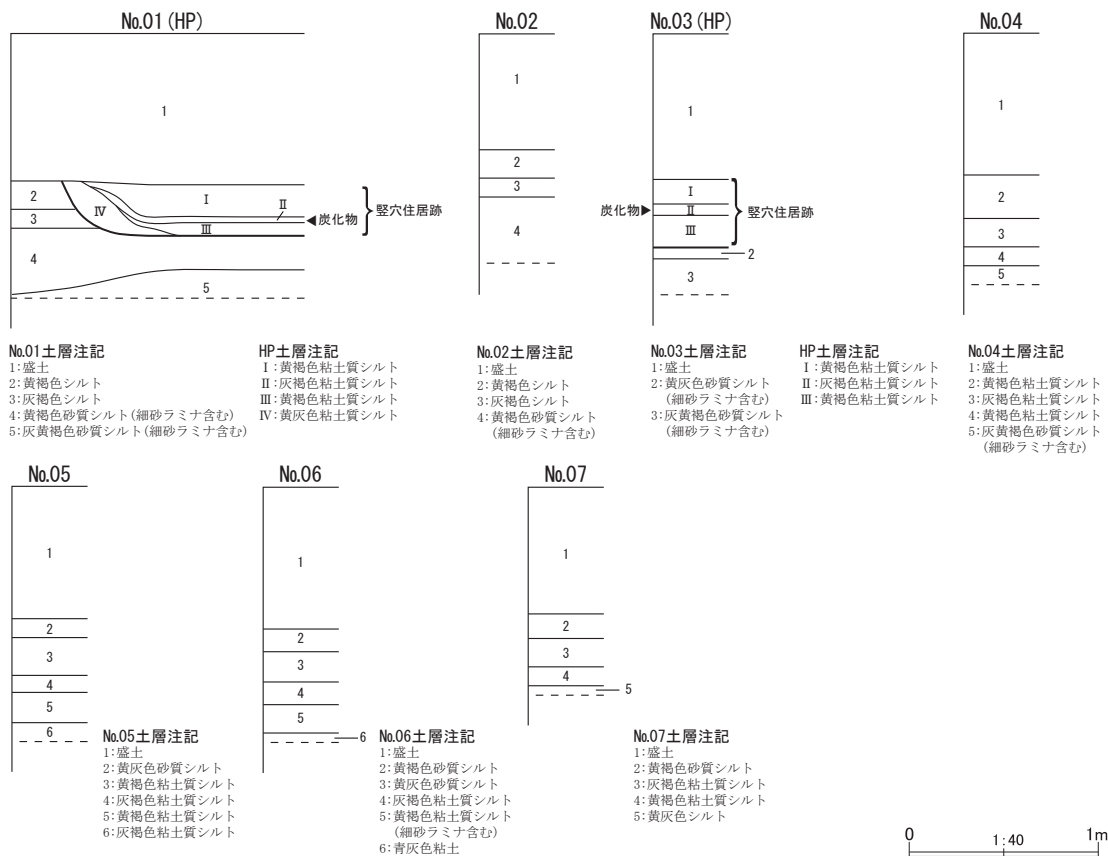 No.01(HP)
No.02
No.03(HP)
No.04
1
2
3
4
5
Ⅰ
Ⅱ
Ⅲ
Ⅳ
炭化物
竪穴住居跡
1
2
3
4
1
Ⅰ
炭化物
Ⅱ
Ⅲ
竪穴住居跡
2
3
1
2
3
4
5
No.01土層注記
1:盛土
2:黄褐色シルト
3:灰褐色シルト
4:黄褐色砂質シルト(細砂ラミナ含む)
5:灰黄褐色砂質シルト(細砂ラミナ含む)
HP土層注記
Ⅰ:黄褐色粘土質シルト
Ⅱ:灰褐色粘土質シルト
Ⅲ:黄褐色粘土質シルト
Ⅳ:黄灰色粘土質シルト
No.02土層注記
1:盛土
2:黄褐色シルト
3:灰褐色シルト
4:黄褐色砂質シルト
(細砂ラミナ含む)
No.03土層注記
1:盛土
2:黄灰色砂質シルト
(細砂ラミナ含む)
3:灰黄褐色砂質シルト
(細砂ラミナ含む)
HP土層注記
Ⅰ:黄褐色粘土質シルト
Ⅱ:灰褐色粘土質シルト
Ⅲ:黄褐色粘土質シルト
No.04土層注記
1:盛土
2:黄褐色粘土質シルト
3:灰褐色粘土質シルト
4:黄褐色粘土質シルト
5:灰黄褐色砂質シルト
(細砂ラミナ含む)
No.05
1
2
3
4
5
6
No.05土層注記
1:盛土
2:黄灰色砂質シルト
3:黄褐色粘土質シルト
4:灰褐色粘土質シルト
5:黄褐色粘土質シルト
6:灰褐色粘土質シルト
No.06
1
2
3
4
5
6
No.06土層注記
1:盛土
2:黄褐色砂質シルト
3:黄灰色砂質シルト
4:灰褐色粘土質シルト
5:黄褐色粘土質シルト
(細砂ラミナ含む)
6:青灰色粘土
No.07
1
2
3
4
5
No.07土層注記
1:盛土
2:黄褐色砂質シルト
3:灰褐色粘土質シルト
4:黄褐色粘土質シルト
5:黄灰色シルト
0 1:40 1m